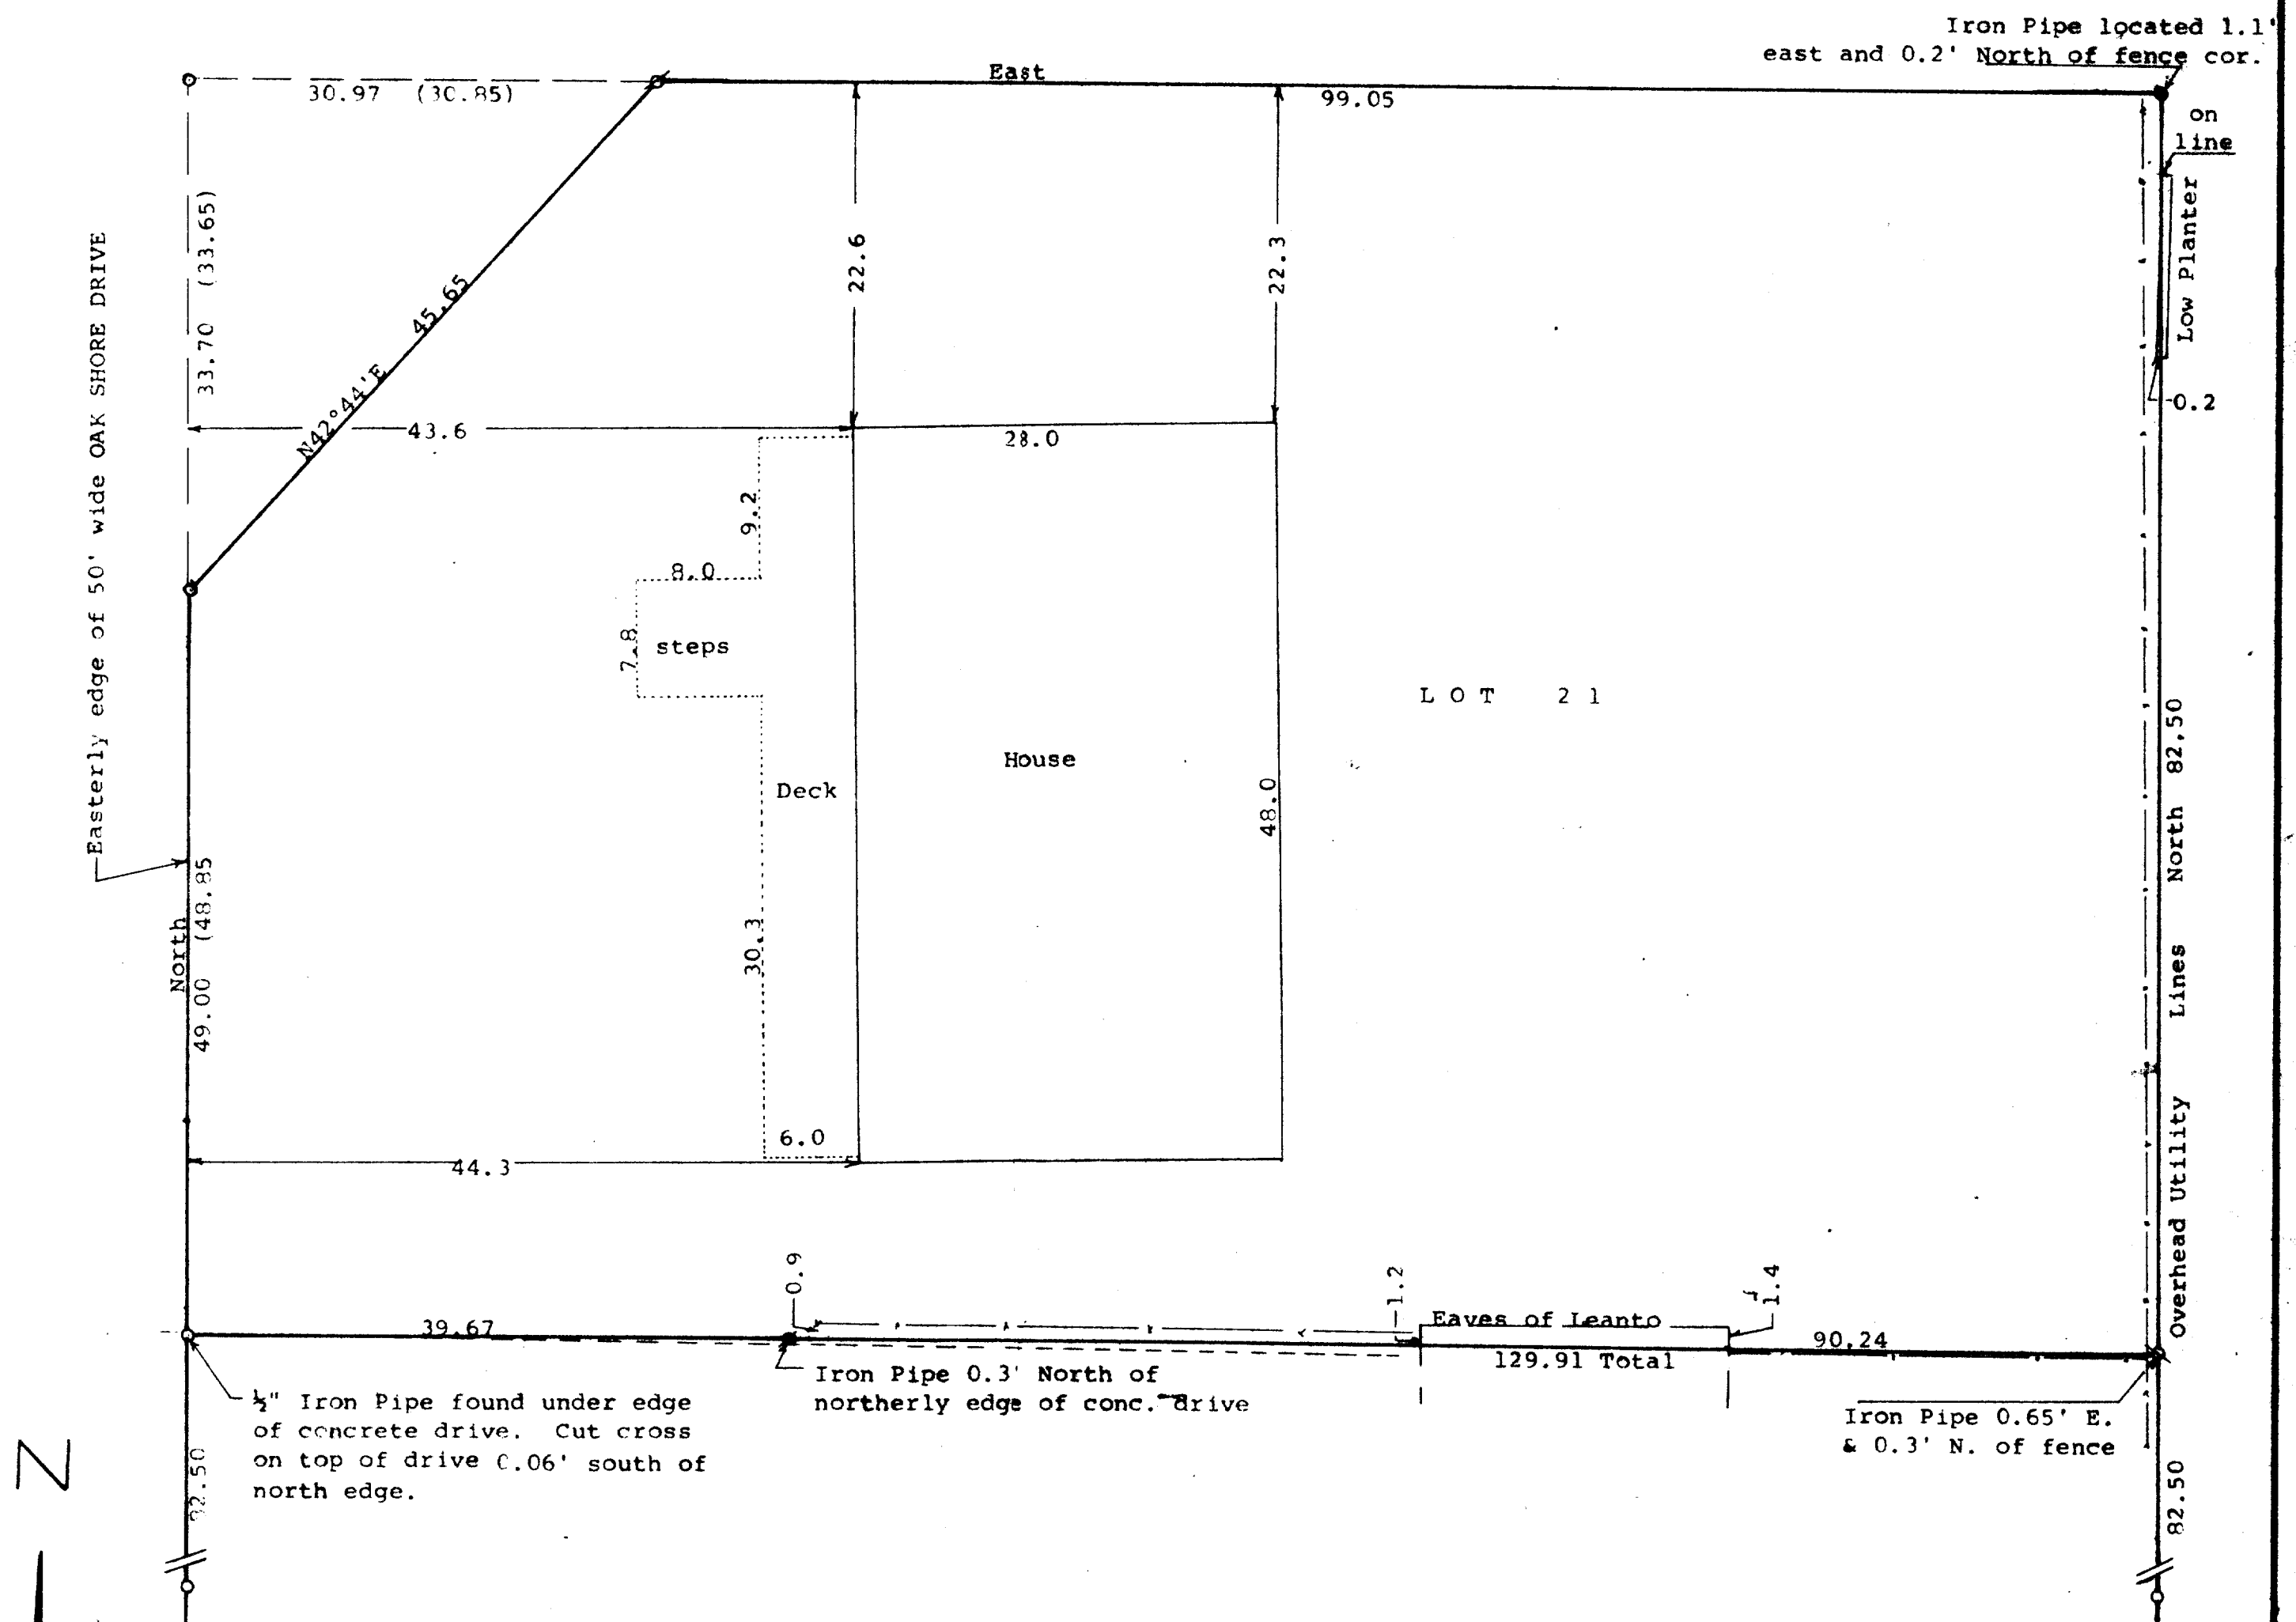 Iron Pipe located 1.1'
east and 0.2' North of fence cor.
East
30.97 (30.85)
99.05
on
line
Low Planter
0.2
33.70 (33.65)
45.65
N42°44'E
22.6
22.3
43.6
28.0
Easterly edge of 50' wide OAK SHORE DRIVE
9.2
8.0
7.8
steps
LOT 21
House
Deck
48.0
North
49.00 (48.85
30.3
6.0
44.3
Overhead Utility Lines North 82.50
0.9
1.2
1.4
39.67
Eaves of Leanto
90.24
129.91 Total
Iron Pipe 0.3' North of
northerly edge of conc. drive
½" Iron Pipe found under edge
of concrete drive. Cut cross
on top of drive 0.06' south of
north edge.
Iron Pipe 0.65' E.
& 0.3' N. of fence
N
82.50